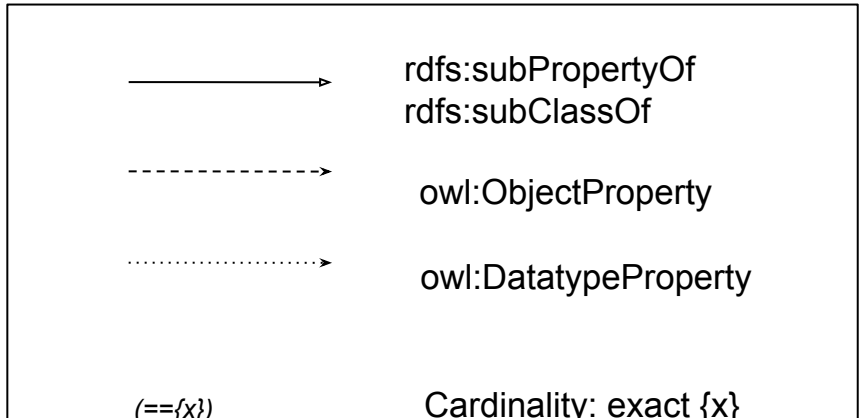 rdfs:subPropertyOf
rdfs:subClassOf
owl:ObjectProperty
owl:DatatypeProperty
(=={x}) Cardinality: exact {x}